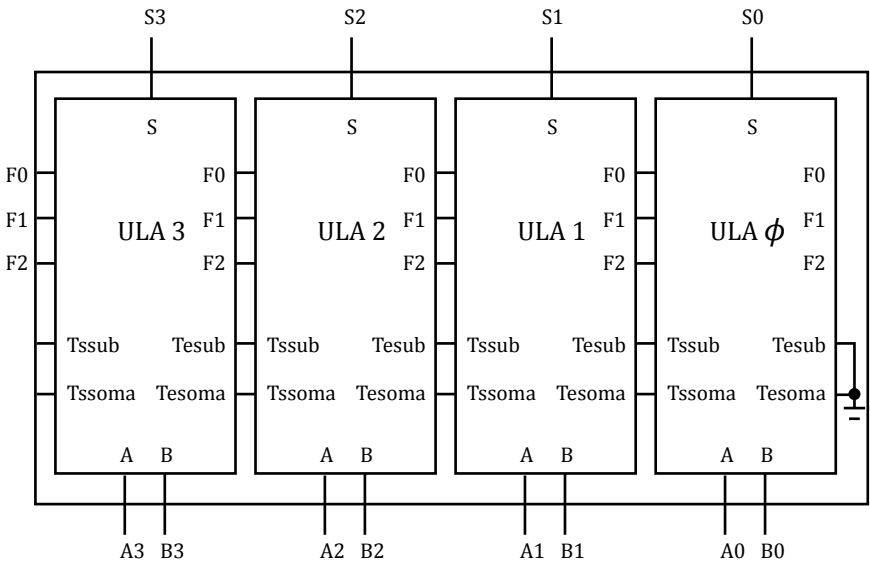 S3 S2 S1 S0
S S S S
F0 F0 F0 F0 F0
F1 F1 F1 F1 F1
ULA 3 ULA 2 ULA 1 ULA ϕ
F2 F2 F2 F2 F2
Tssub Tesub Tssub Tesub Tssub Tesub Tssub Tesub
Tssoma Tesoma Tssoma Tesoma Tssoma Tesoma Tssoma Tesoma
A B A B A B A B
A3 B3 A2 B2 A1 B1 A0 B0